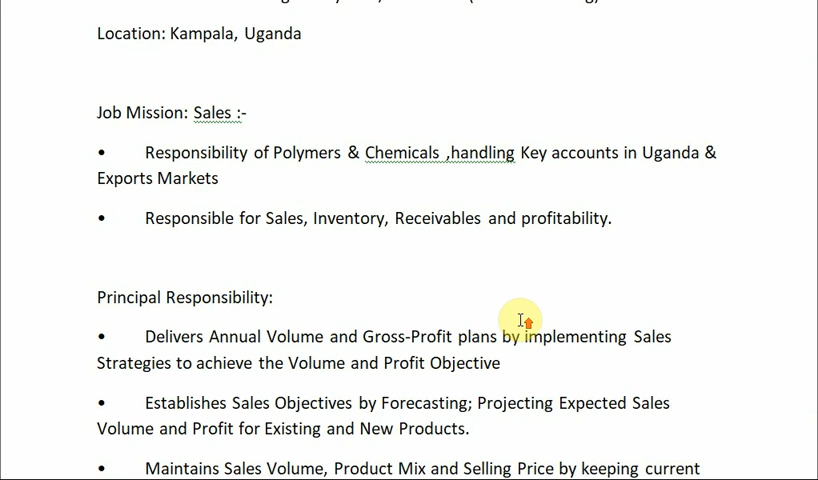 Location: Kampala, Uganda
Job Mission: Sales :-
• Responsibility of Polymers & Chemicals ,handling Key accounts in Uganda &
Exports Markets
• Responsible for Sales, Inventory, Receivables and profitability.
Principal Responsibility:
• Delivers Annual Volume and Gross-Profit plans by implementing Sales
Strategies to achieve the Volume and Profit Objective
• Establishes Sales Objectives by Forecasting; Projecting Expected Sales
Volume and Profit for Existing and New Products.
• Maintains Sales Volume, Product Mix and Selling Price by keeping current